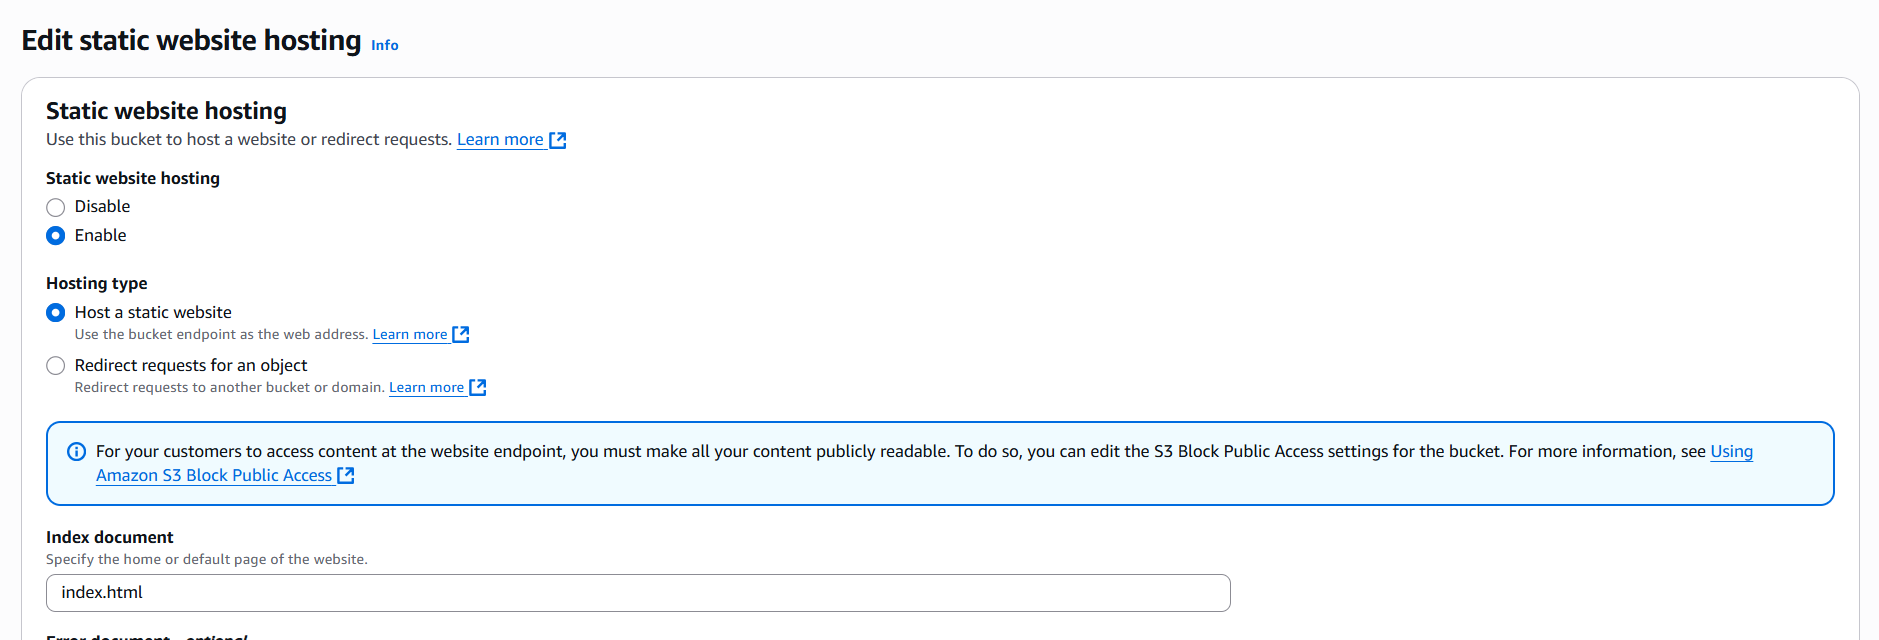 Edit static website hosting Info
Static website hosting
Use this bucket to host a website or redirect requests. Learn more
Static website hosting
Disable
Enable
Hosting type
Host a static website
Use the bucket endpoint as the web address. Learn more
Redirect requests for an object
Redirect requests to another bucket or domain. Learn more
For your customers to access content at the website endpoint, you must make all your content publicly readable. To do so, you can edit the S3 Block Public Access settings for the bucket. For more information, see Using
Amazon S3 Block Public Access
Index document
Specify the home or default page of the website.
index.html
Error document - optional